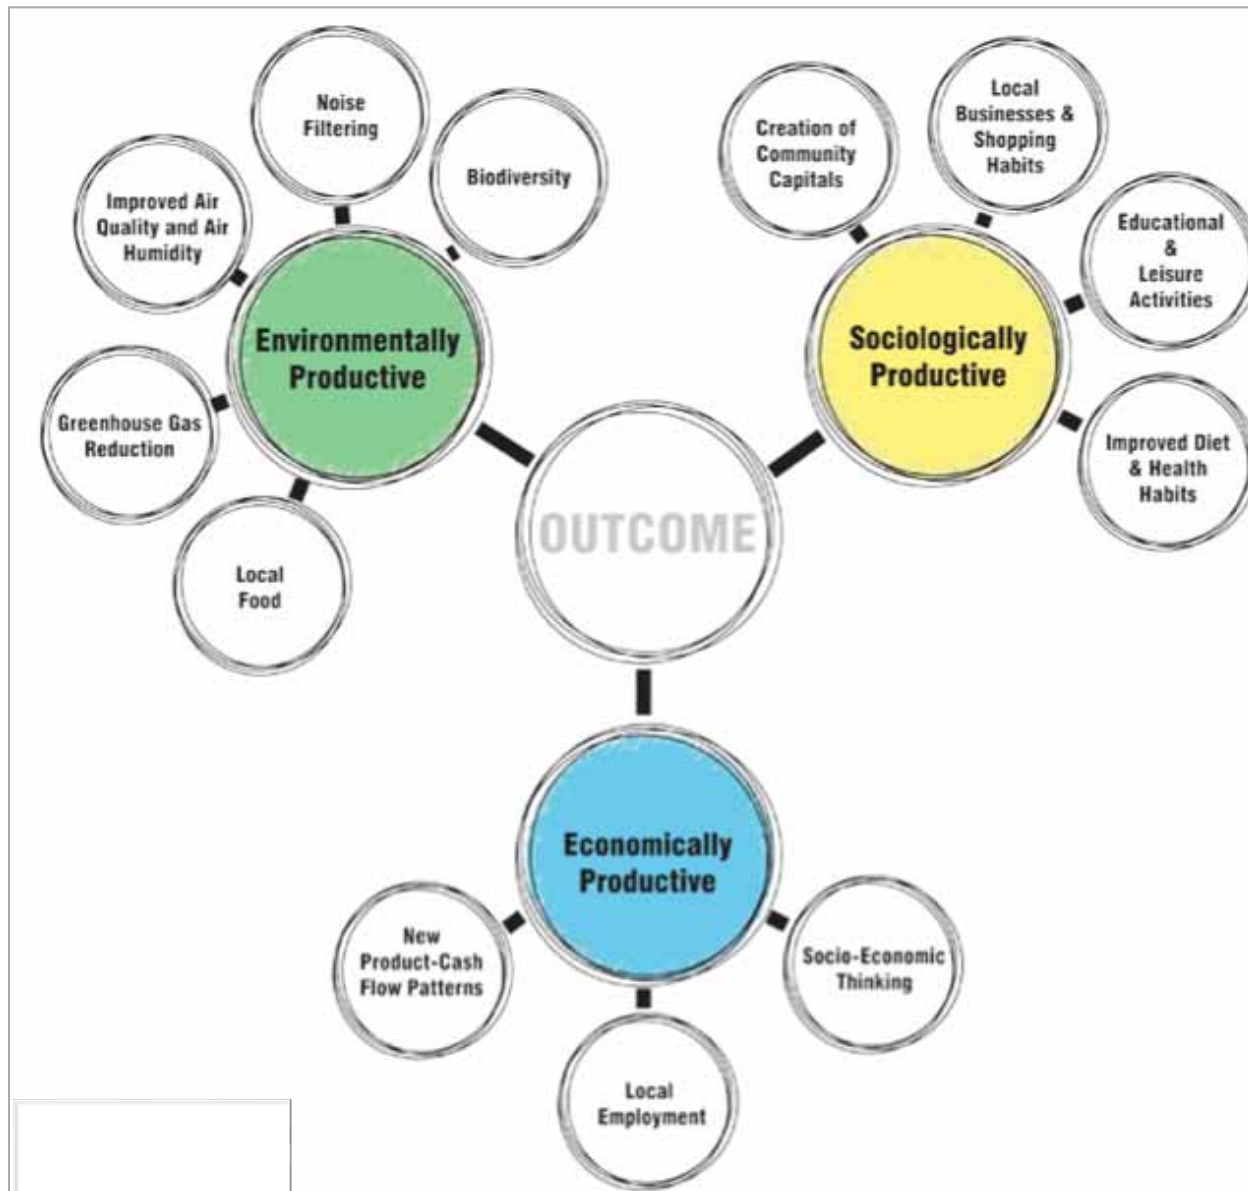 Noise
Filtering
Biodiversity
Improved Air
Quality and Air
Humidity
Environmentally
Productive
Greenhouse Gas
Reduction
Local
Food
Creation of
Community
Capitals
Local
Businesses &
Shopping
Habits
Educational
&
Leisure
Activities
Sociologically
Productive
Improved Diet
& Health
Habits
OUTCOME
Economically
Productive
New
Product-Cash
Flow Patterns
Local
Employment
Socio-Economic
Thinking